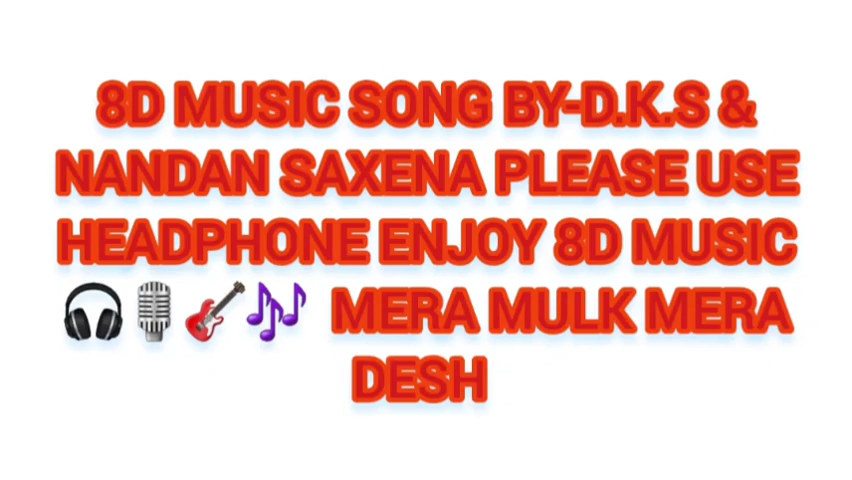 8D MUSIC SONG BY-D.K.S &
NANDAN SAXENA PLEASE USE
HEADPHONE ENJOY 8D MUSIC
🎧🎙️🎸🎶 MERA MULK MERA
DESH